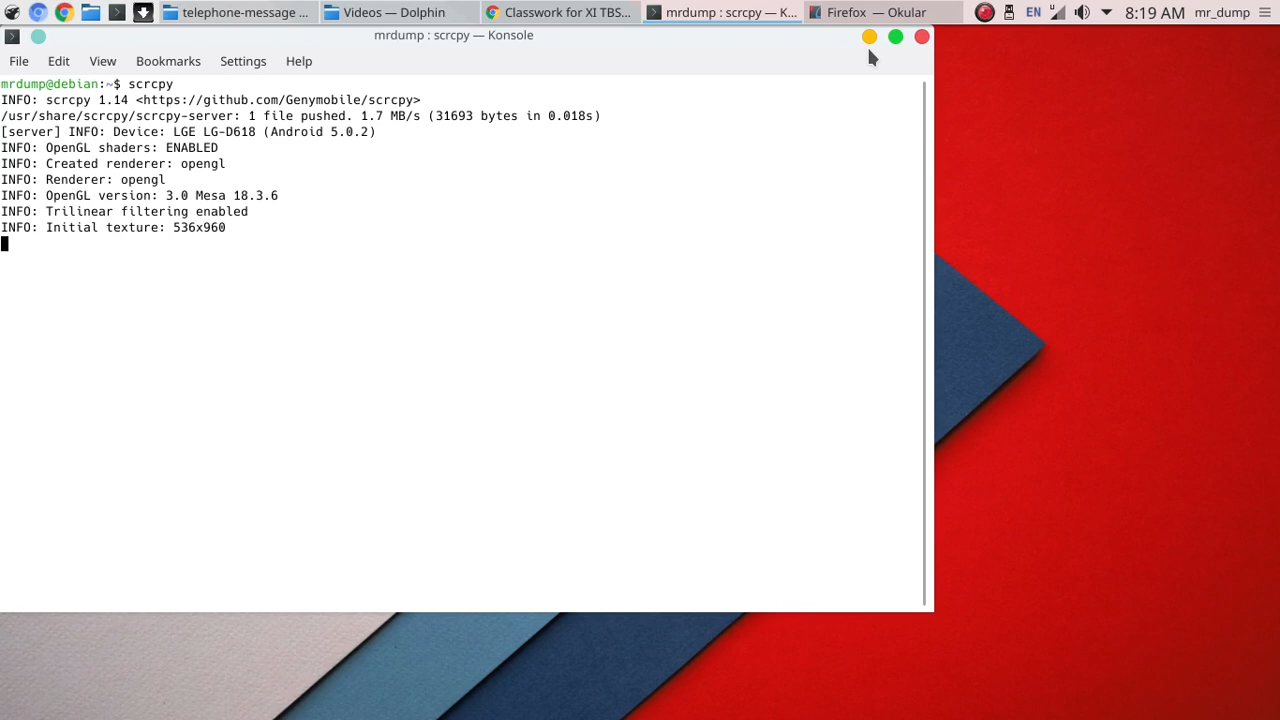 telephone-message ...
Videos — Dolphin
Classwork for XI TBS...
mrdump : scrcpy — K...
Firefox — Okular
EN
8:19 AM
mr_dump
mrdump : scrcpy — Konsole
File Edit View Bookmarks Settings Help
mrdump@debian:~$ scrcpy
INFO: scrcpy 1.14 <https://github.com/Genymobile/scrcpy>
/usr/share/scrcpy/scrcpy-server: 1 file pushed. 1.7 MB/s (31693 bytes in 0.018s)
[server] INFO: Device: LGE LG-D618 (Android 5.0.2)
INFO: OpenGL shaders: ENABLED
INFO: Created renderer: opengl
INFO: Renderer: opengl
INFO: OpenGL version: 3.0 Mesa 18.3.6
INFO: Trilinear filtering enabled
INFO: Initial texture: 536x960